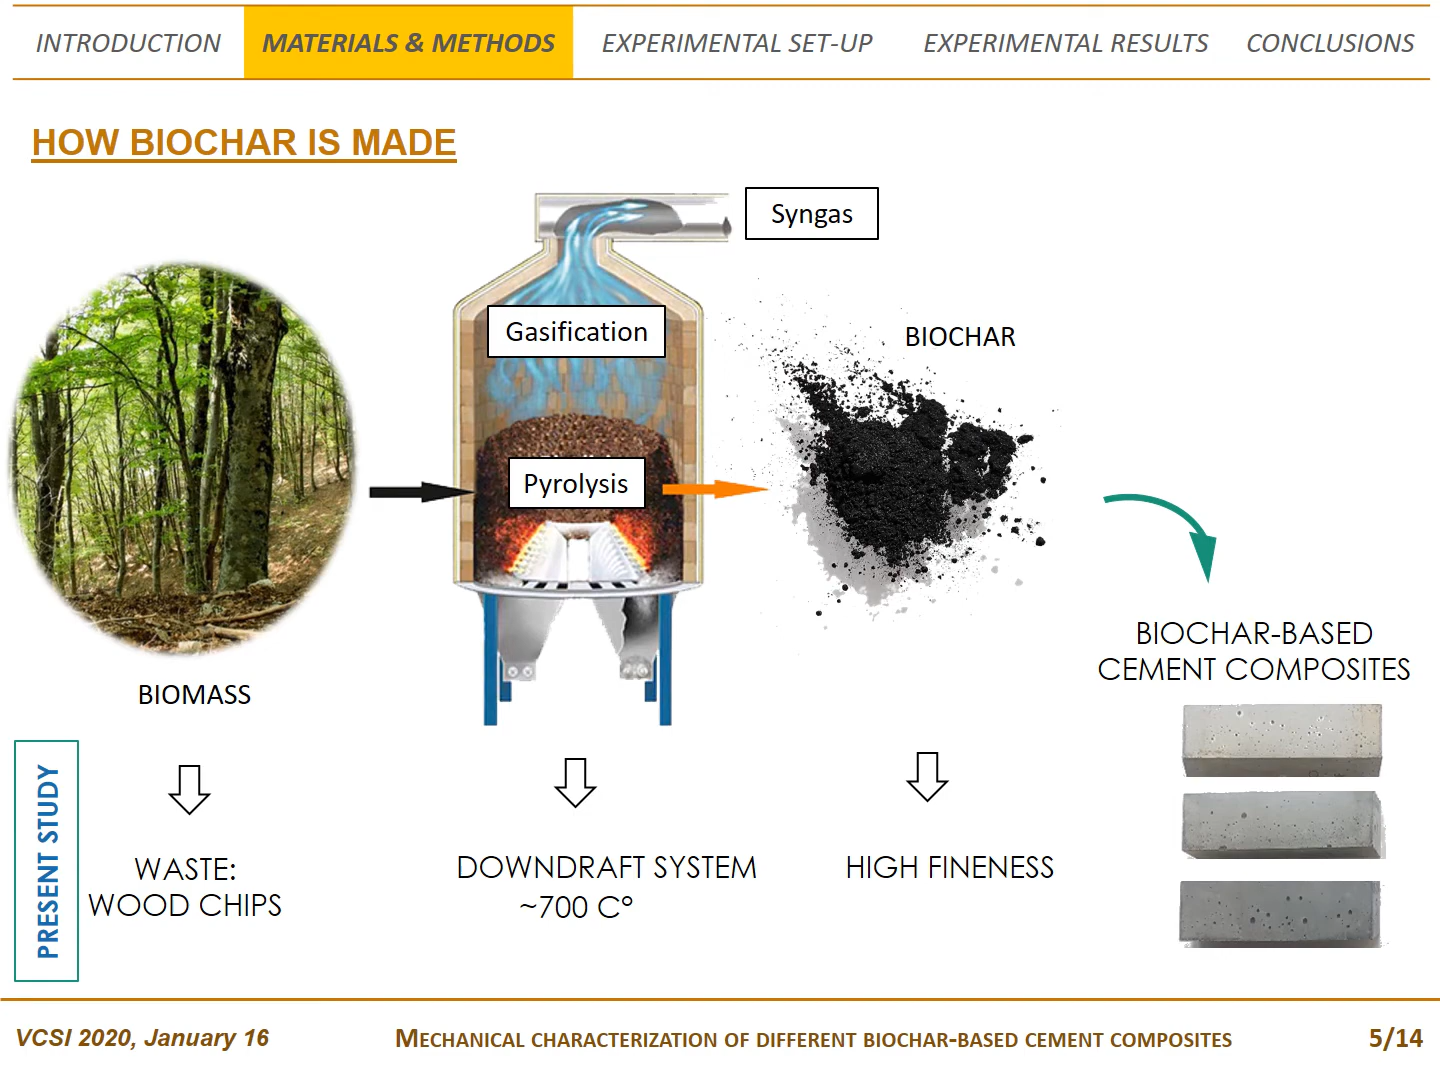 INTRODUCTION MATERIALS & METHODS EXPERIMENTAL SET-UP EXPERIMENTAL RESULTS CONCLUSIONS
HOW BIOCHAR IS MADE
Syngas
Gasification
BIOCHAR
Pyrolysis
BIOCHAR-BASED
CEMENT COMPOSITES
BIOMASS
PRESENT STUDY
WASTE:
WOOD CHIPS
DOWNDRAFT SYSTEM
~700 C°
HIGH FINENESS
VCSI 2020, January 16 MECHANICAL CHARACTERIZATION OF DIFFERENT BIOCHAR-BASED CEMENT COMPOSITES 5/14